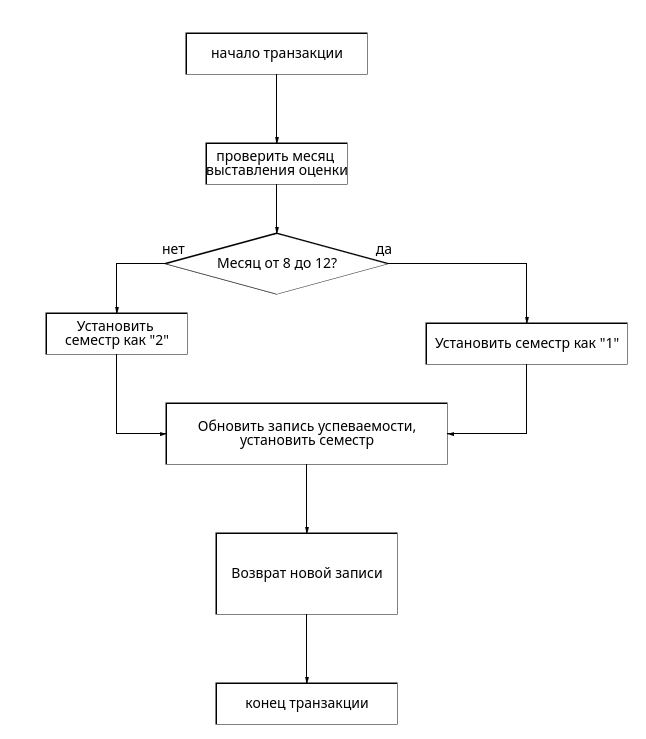 начало транзакции
проверить месяц
выставления оценки
нет
да
Месяц от 8 до 12?
Установить
семестр как "2"
Установить семестр как "1"
Обновить запись успеваемости,
установить семестр
Возврат новой записи
конец транзакции